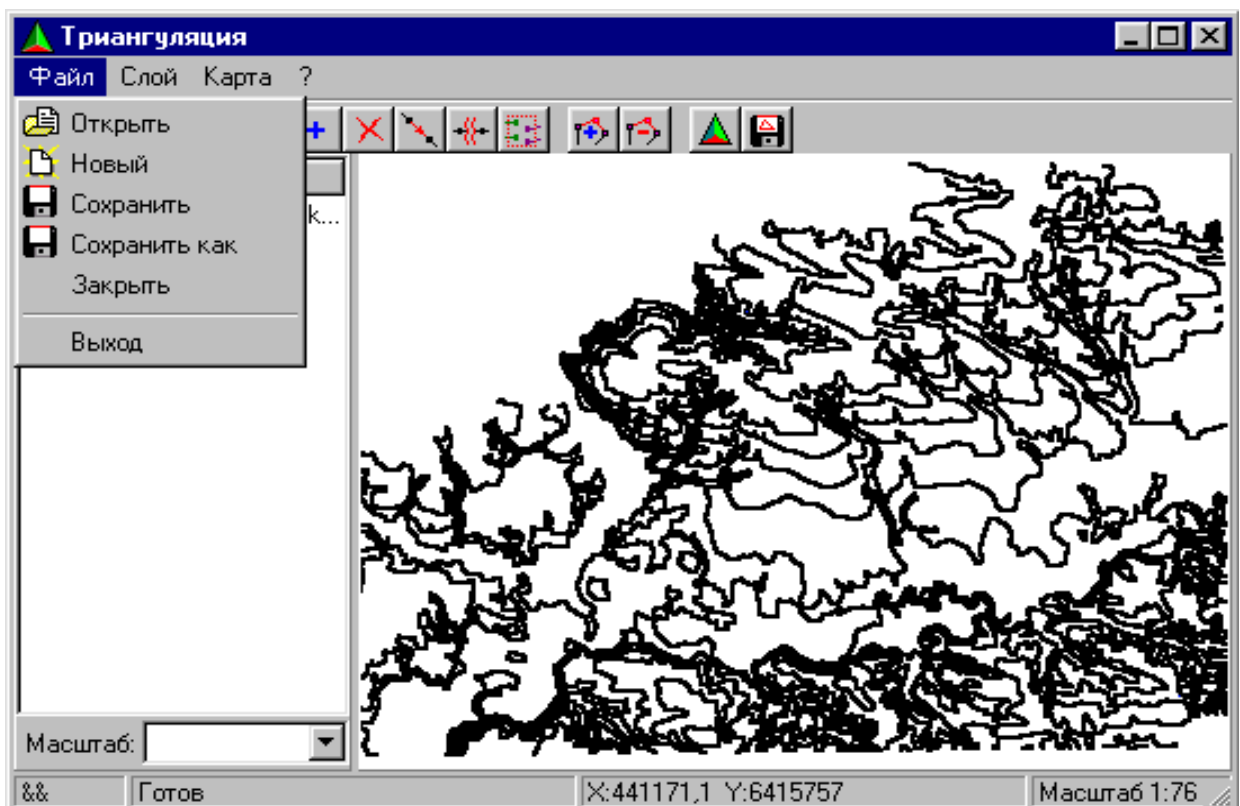 Триангуляция
Файл Слой Карта ?
Открыть
Новый
Сохранить
k...
Сохранить как
Закрыть
Выход
Масштаб:
&& Готов X:441171,1 Y:6415757 Масштаб 1:76